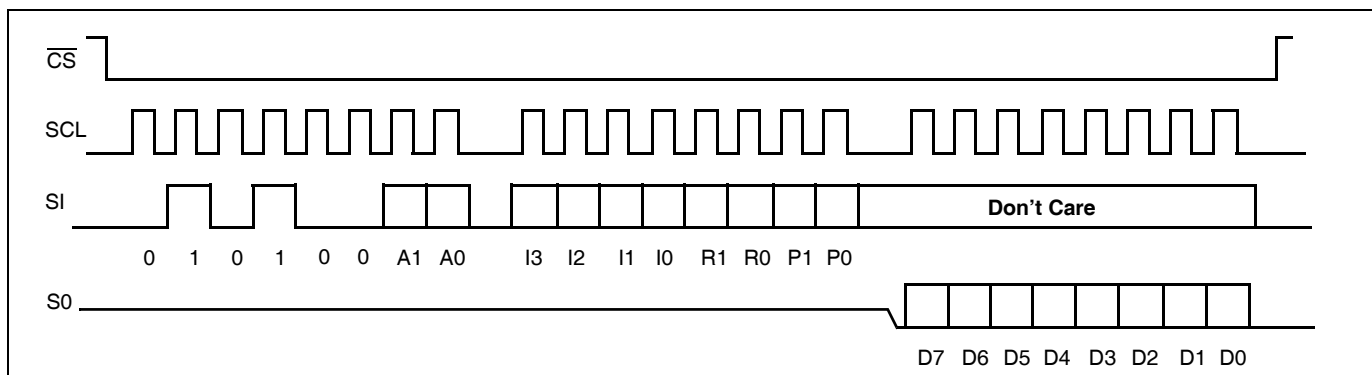 CS
SCL
SI
Don't Care
0 1 0 1 0 0 A1 A0 I3 I2 I1 I0 R1 R0 P1 P0
S0
D7 D6 D5 D4 D3 D2 D1 D0